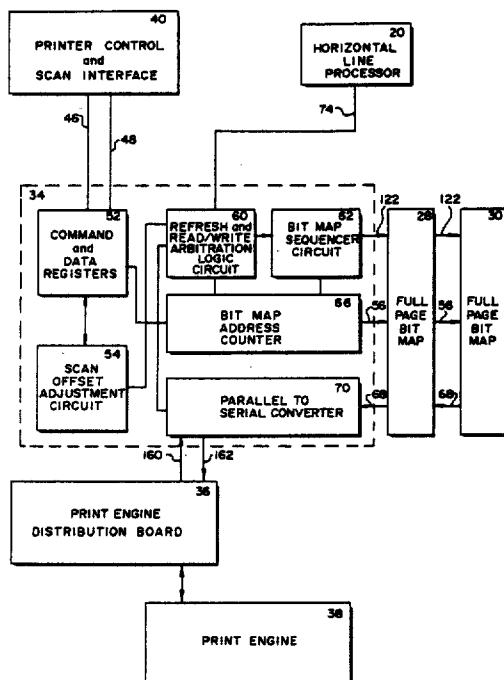 40
PRINTER CONTROL
and
SCAN INTERFACE
20
HORIZONTAL
LINE
PROCESSOR
46
48
74
34
52
COMMAND
and
DATA
REGISTERS
60
REFRESH and
READ/WRITE
ARBITRATION
LOGIC
CIRCUIT
62
BIT MAP
SEQUENCER
CIRCUIT
122
28
FULL
PAGE
BIT
MAP
122
30
FULL
PAGE
BIT
MAP
66
BIT MAP
ADDRESS
COUNTER
56
56
54
SCAN
OFFSET
ADJUSTMENT
CIRCUIT
70
PARALLEL TO
SERIAL CONVERTER
68
68
160
162
36
PRINT ENGINE
DISTRIBUTION BOARD
38
PRINT ENGINE